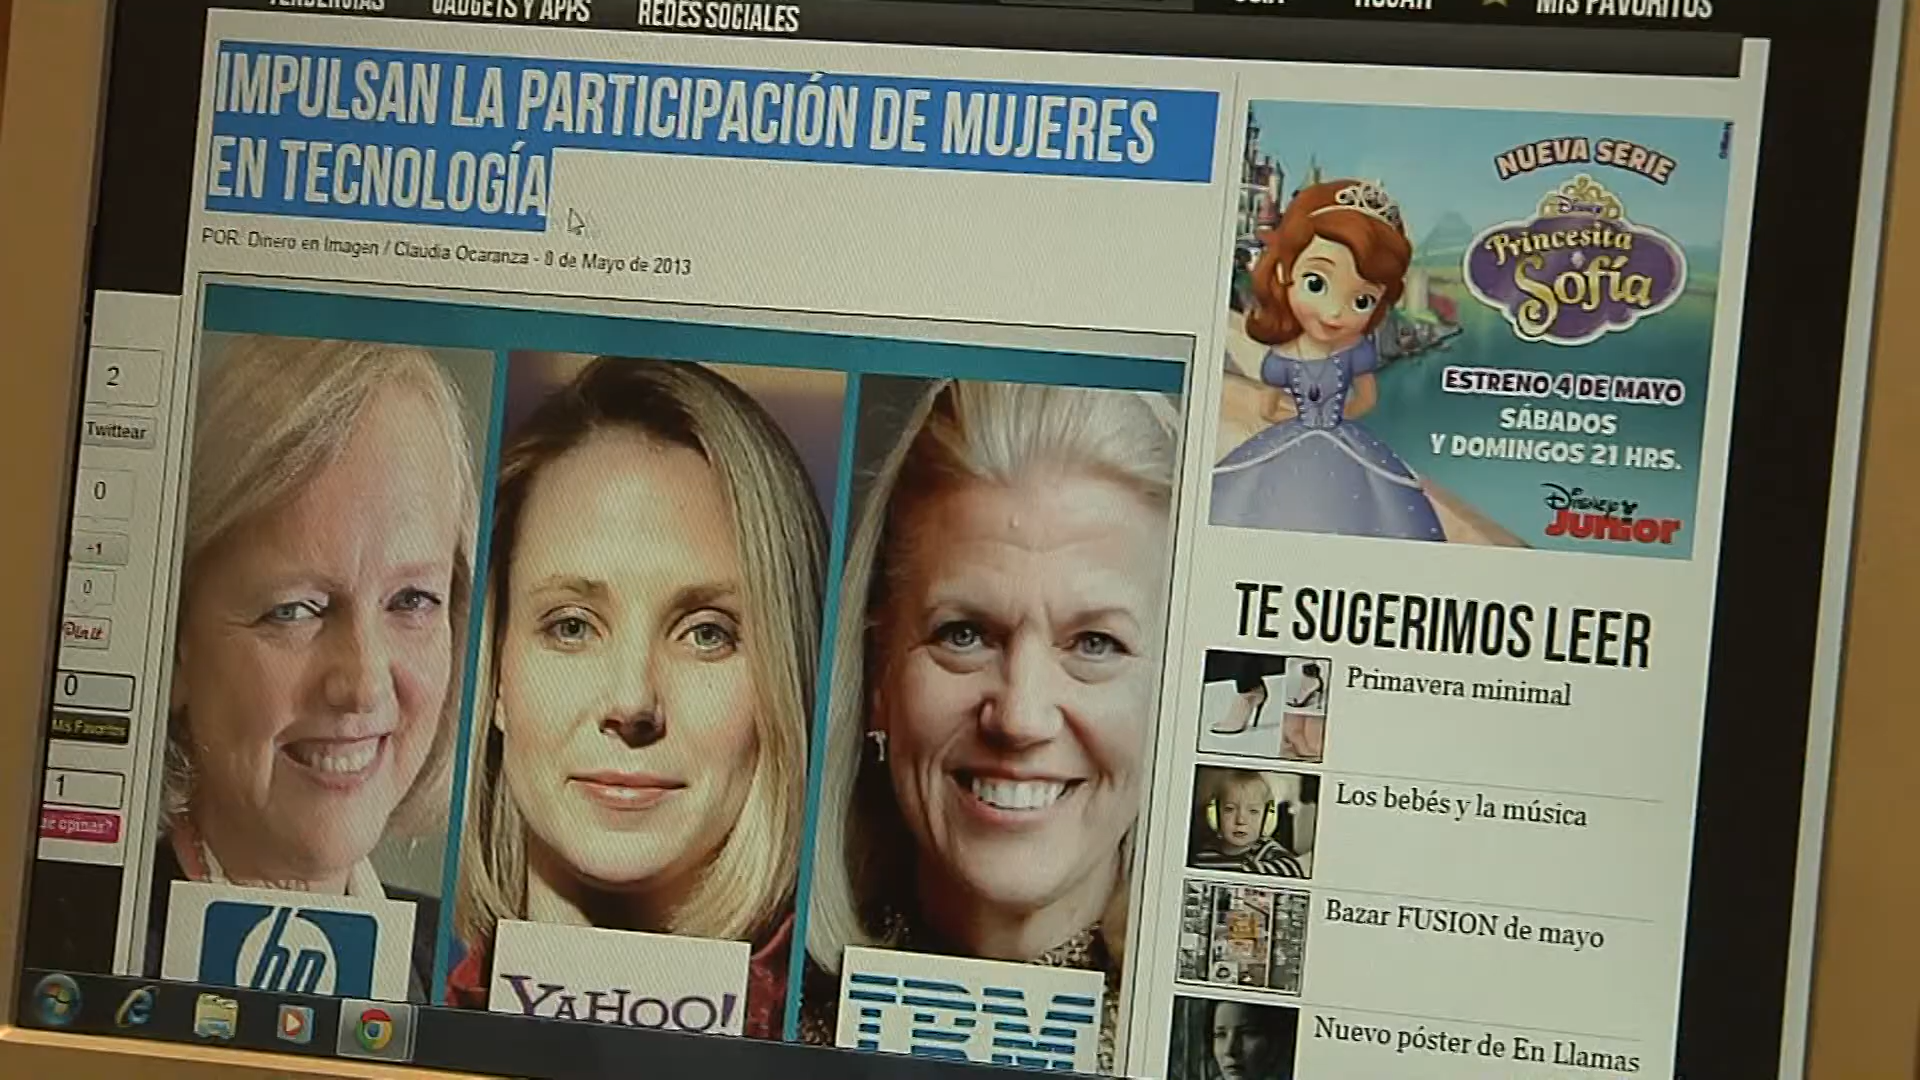 TENDENCIAS GADGETS Y APPS REDES SOCIALES HOGAR MIS FAVORITOS
IMPULSAN LA PARTICIPACIÓN DE MUJERES
EN TECNOLOGÍA
POR: Dinero en Imagen / Claudia Ocaranza - 8 de Mayo de 2013
2
Twittear
0
+1
0
Pin it
0
Mis Favoritos
1
opinas?
hp
YAHOO!
IBM
NUEVA SERIE
Disney
Princesita
Sofía
ESTRENO 4 DE MAYO
SÁBADOS
Y DOMINGOS 21 HRS.
Disney
Junior
TE SUGERIMOS LEER
Primavera minimal
Los bebés y la música
Bazar FUSION de mayo
Nuevo póster de En Llamas